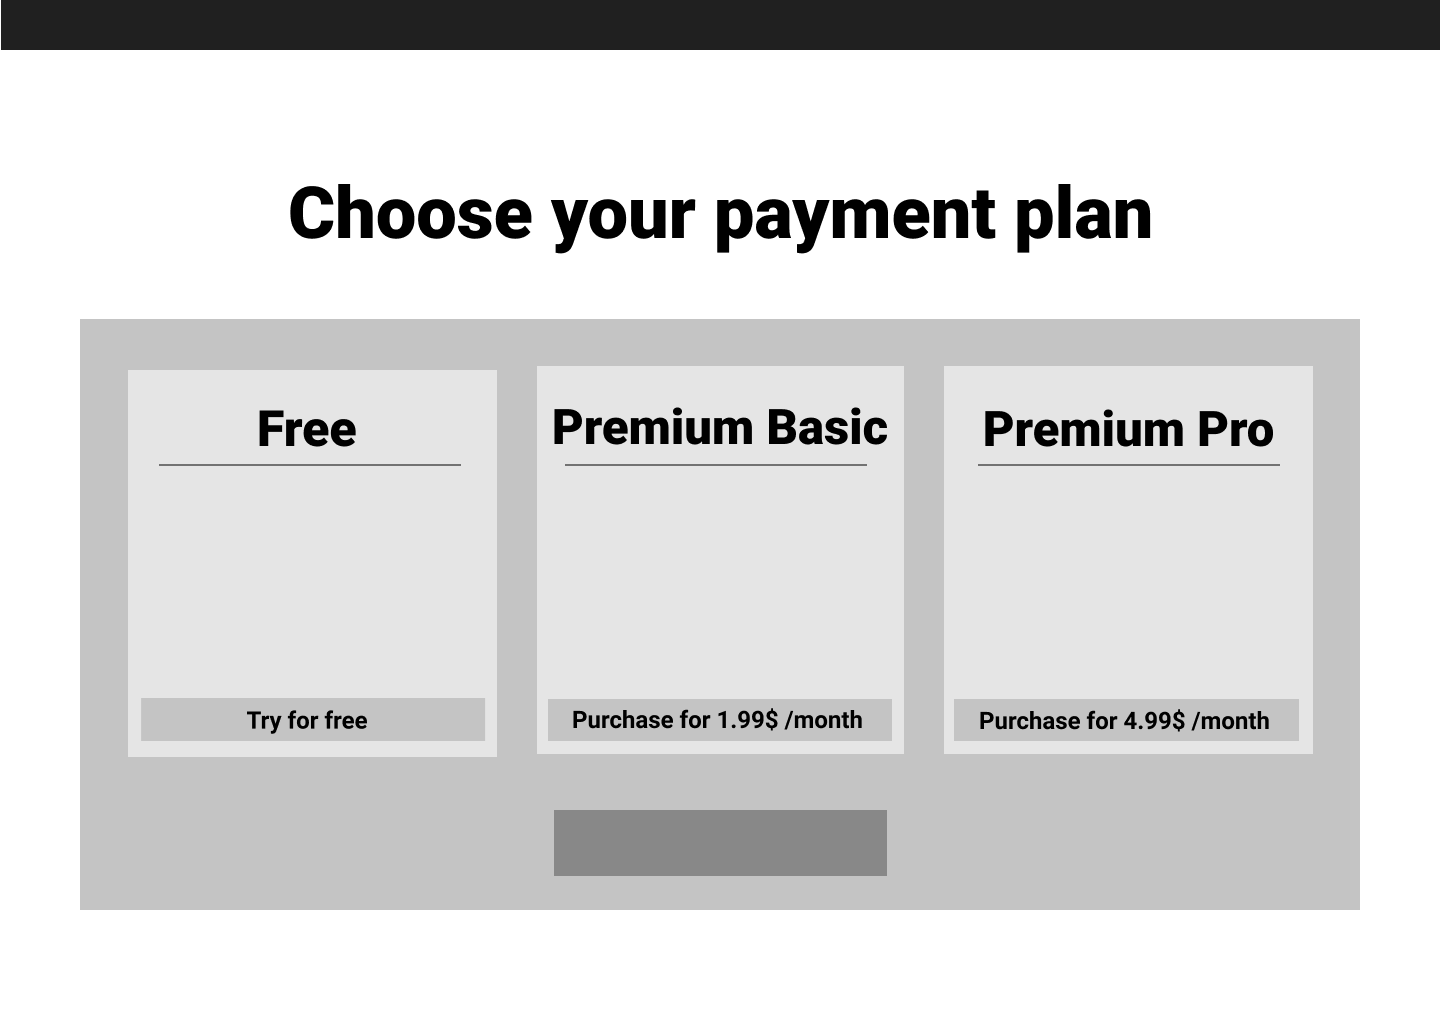 Choose your payment plan
Free
Premium Basic
Premium Pro
Try for free
Purchase for 1.99$ /month
Purchase for 4.99$ /month